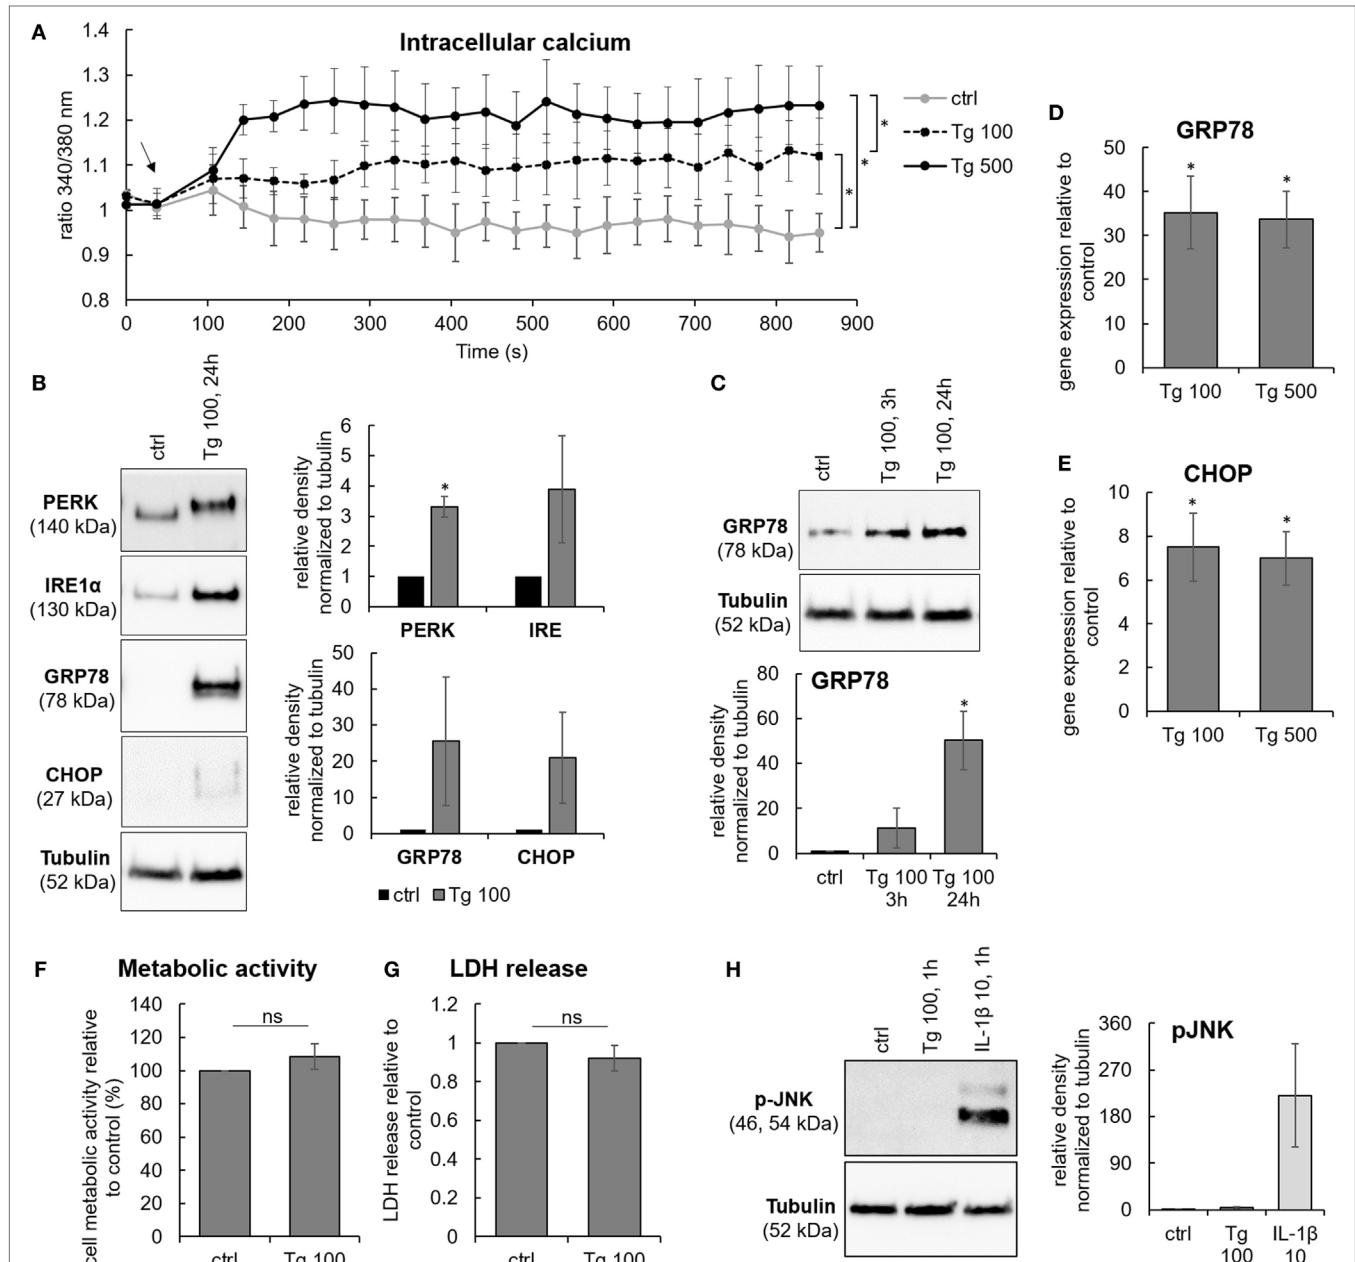 A
Intracellular calcium
ratio 340/380 nm
1.4
1.3
1.2
1.1
1
0.9
0.8
0 100 200 300 400 500 600 700 800 900
Time (s)
* * *
ctrl
Tg 100
Tg 500
B
ctrl
Tg 100, 24h
PERK
(140 kDa)
IRE1α
(130 kDa)
GRP78
(78 kDa)
CHOP
(27 kDa)
Tubulin
(52 kDa)
relative density
normalized to tubulin
6
5
4
3
2
1
0
*
PERK IRE
relative density
normalized to tubulin
50
40
30
20
10
0
GRP78 CHOP
ctrl Tg 100
C
ctrl
Tg 100, 3h
Tg 100, 24h
GRP78
(78 kDa)
Tubulin
(52 kDa)
GRP78
relative density
normalized to tubulin
80
60
40
20
0
*
ctrl Tg 100 Tg 100
3h 24h
D
GRP78
gene expression relative to
control
50
40
30
20
10
0
* *
Tg 100 Tg 500
E
CHOP
gene expression relative to
control
10
8
6
4
2
0
* *
Tg 100 Tg 500
F
Metabolic activity
cell metabolic activity relative
to control (%)
140
120
100
80
60
40
20
0
ns
ctrl Tg 100
G
LDH release
LDH release relative to
control
1.2
1
0.8
0.6
0.4
0.2
0
ns
ctrl Tg 100
H
ctrl
Tg 100, 1h
IL-1β 10, 1h
p-JNK
(46, 54 kDa)
Tubulin
(52 kDa)
pJNK
relative density
normalized to tubulin
360
270
180
90
0
ctrl Tg IL-1β
100 10